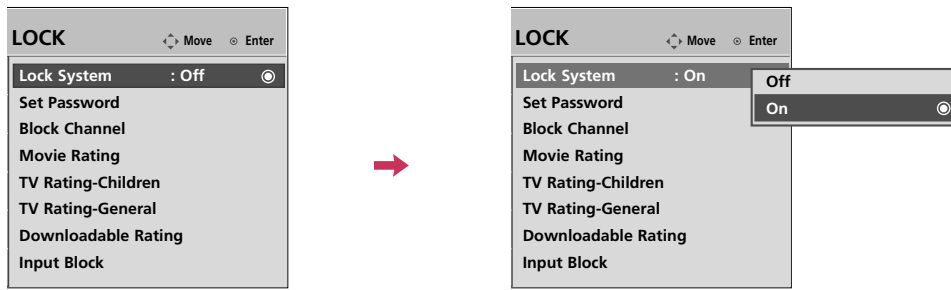 LOCK Move Enter
Lock System : Off
Set Password
Block Channel
Movie Rating
TV Rating-Children
TV Rating-General
Downloadable Rating
Input Block
LOCK Move Enter
Lock System : On
Set Password
Block Channel
Movie Rating
TV Rating-Children
TV Rating-General
Downloadable Rating
Input Block
Off
On